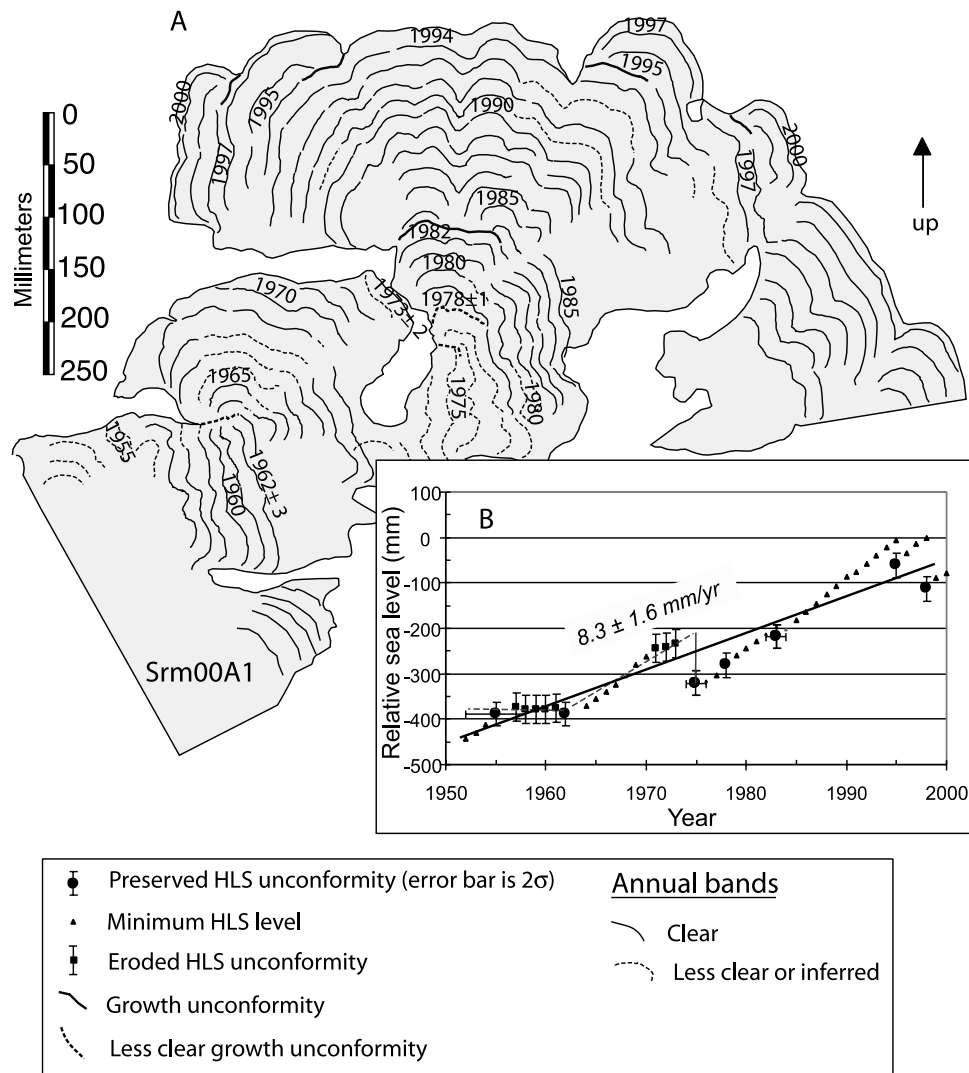 A
1994
1997
1995
2000
1995
1997
1990
1985
1982
1980
1978±1
1985
1997
2000
up
Millimeters
0
50
100
150
200
250
1970
1973±2
1965
1975
1980
1955
1960
1962±3
Srm00A1
B
8.3 ± 1.6 mm/yr
Relative sea level (mm)
100
0
-100
-200
-300
-400
-500
1950 1960 1970 1980 1990 2000
Year
Preserved HLS unconformity (error bar is 2σ)
Minimum HLS level
Eroded HLS unconformity
Growth unconformity
Less clear growth unconformity
Annual bands
Clear
Less clear or inferred